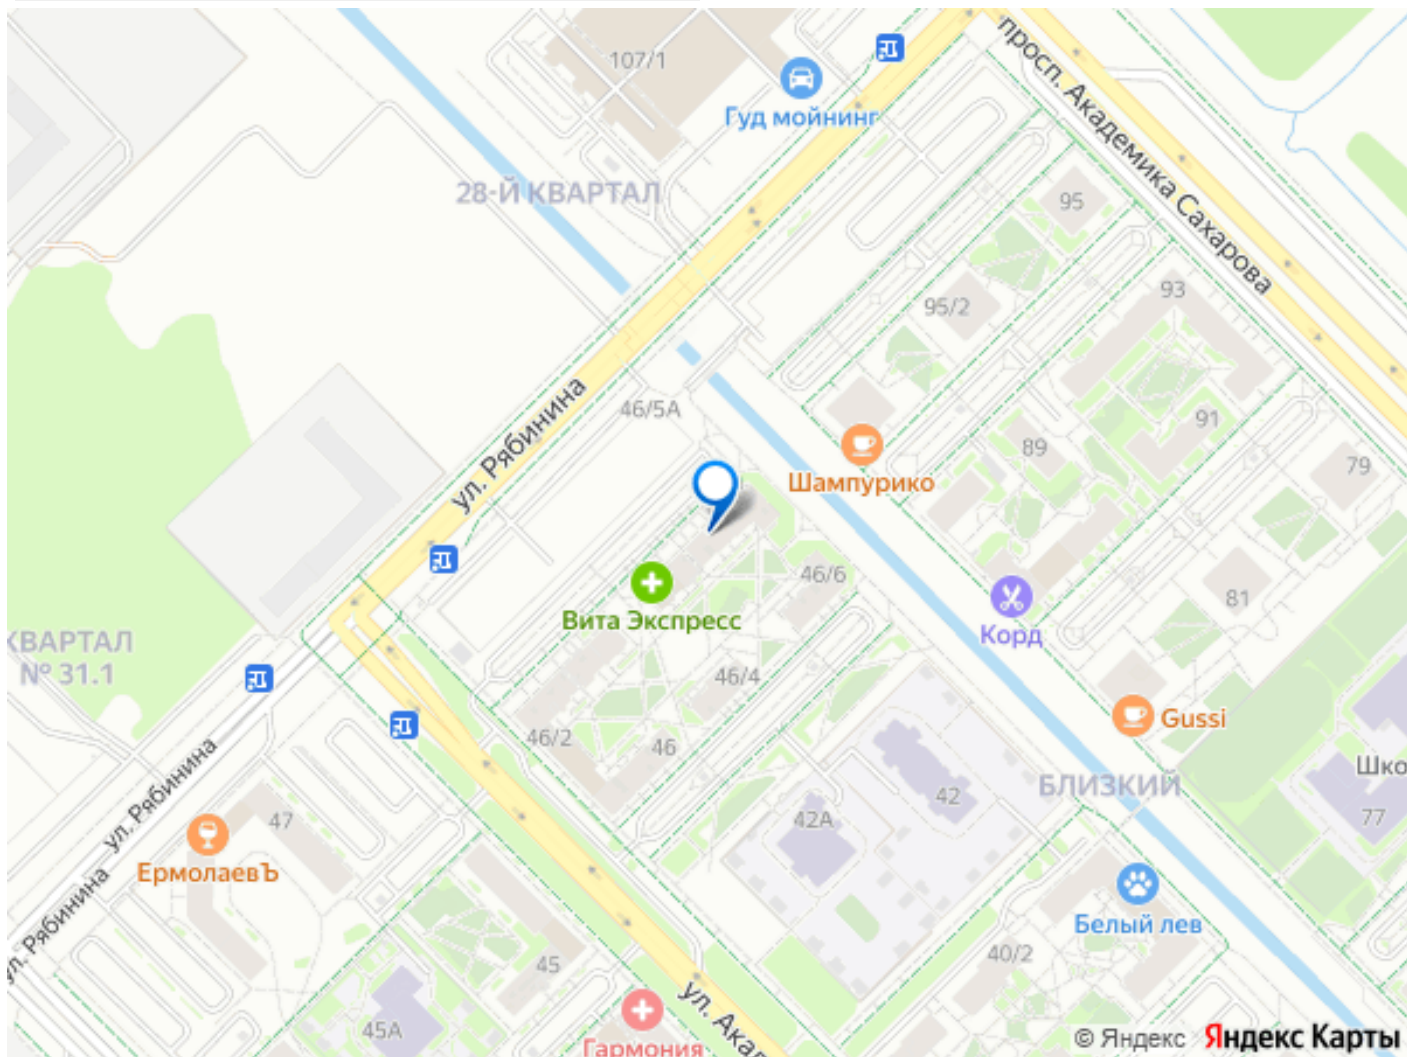 107/1
Гуд мойнинг
просп. Академика Сахарова
28-Й КВАРТАЛ
95
95/2
93
ул. Рябинина
46/5А
91
89
79
Шампурико
46/6
81
Вита Экспресс
Корд
КВАРТАЛ
№ 31.1
46/4
Gussi
46/2
46
БЛИЗКИЙ
Шко
ул. Рябинина
42
42А
77
47
ЕрмолаевЪ
ул. Рябинина
Белый лев
40/2
45
ул. Ака
45А
Гармония
© Яндекс Яндекс Карты